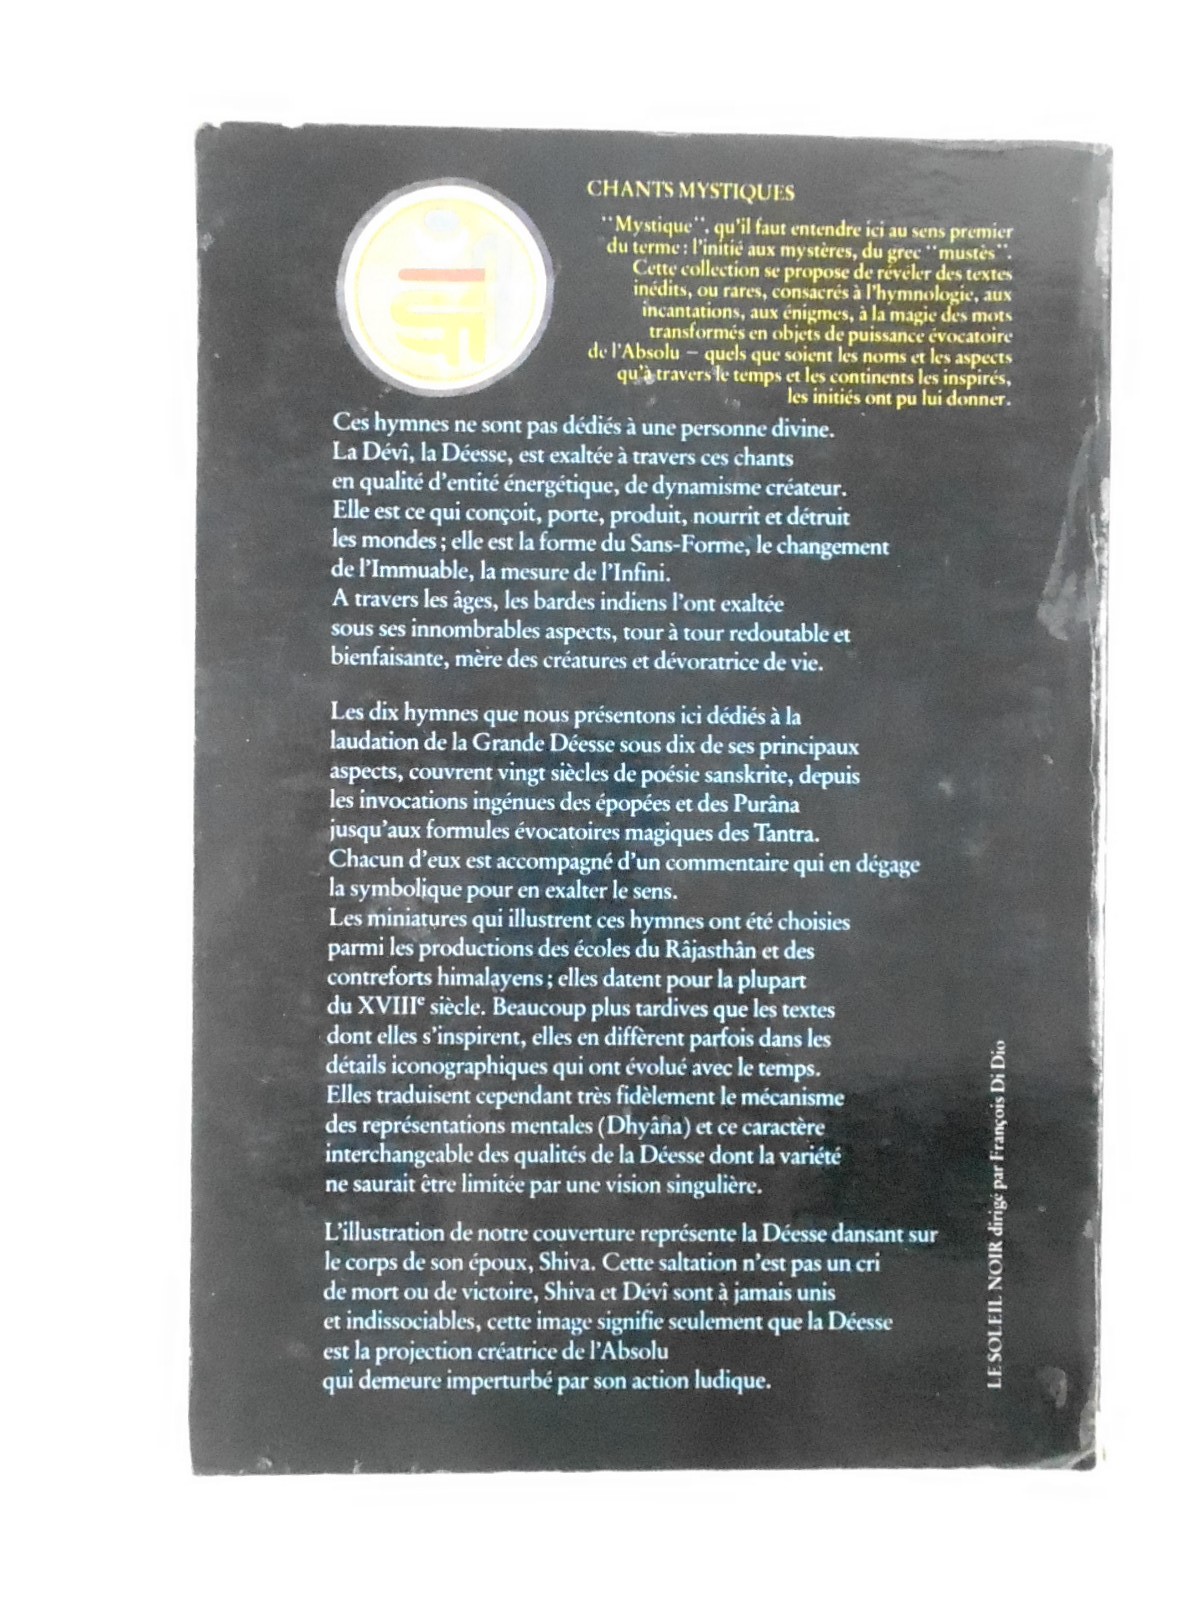 CHANTS MYSTIQUES
"Mystique", qu'il faut entendre ici au sens premier
du terme : l'initié aux mystères, du grec "mustès".
Cette collection se propose de révéler des textes
inédits, ou rares, consacrés à l'hymnologie, aux
incantations, aux énigmes, à la magie des mots
transformés en objets de puissance évocatoire
de l'Absolu – quels que soient les noms et les aspects
qu'à travers le temps et les continents les inspirés,
les initiés ont pu lui donner.
Ces hymnes ne sont pas dédiés à une personne divine.
La Dévî, la Déesse, est exaltée à travers ces chants
en qualité d'entité énergétique, de dynamisme créateur.
Elle est ce qui conçoit, porte, produit, nourrit et détruit
les mondes ; elle est la forme du Sans-Forme, le changement
de l'Immuable, la mesure de l'Infini.
A travers les âges, les bardes indiens l'ont exaltée
sous ses innombrables aspects, tour à tour redoutable et
bienfaisante, mère des créatures et dévoratrice de vie.
Les dix hymnes que nous présentons ici dédiés à la
laudation de la Grande Déesse sous dix de ses principaux
aspects, couvrent vingt siècles de poésie sanskrite, depuis
les invocations ingénues des épopées et des Purâna
jusqu'aux formules évocatoires magiques des Tantra.
Chacun d'eux est accompagné d'un commentaire qui en dégage
la symbolique pour en exalter le sens.
Les miniatures qui illustrent ces hymnes ont été choisies
parmi les productions des écoles du Râjasthân et des
contreforts himalayens ; elles datent pour la plupart
du XVIIIe siècle. Beaucoup plus tardives que les textes
dont elles s'inspirent, elles en diffèrent parfois dans les
détails iconographiques qui ont évolué avec le temps.
Elles traduisent cependant très fidèlement le mécanisme
des représentations mentales (Dhyâna) et ce caractère
interchangeable des qualités de la Déesse dont la variété
ne saurait être limitée par une vision singulière.
L'illustration de notre couverture représente la Déesse dansant sur
le corps de son époux, Shiva. Cette saltation n'est pas un cri
de mort ou de victoire, Shiva et Dévî sont à jamais unis
et indissociables, cette image signifie seulement que la Déesse
est la projection créatrice de l'Absolu
qui demeure imperturbé par son action ludique.
LE SOLEIL NOIR dirigé par François Di Dio